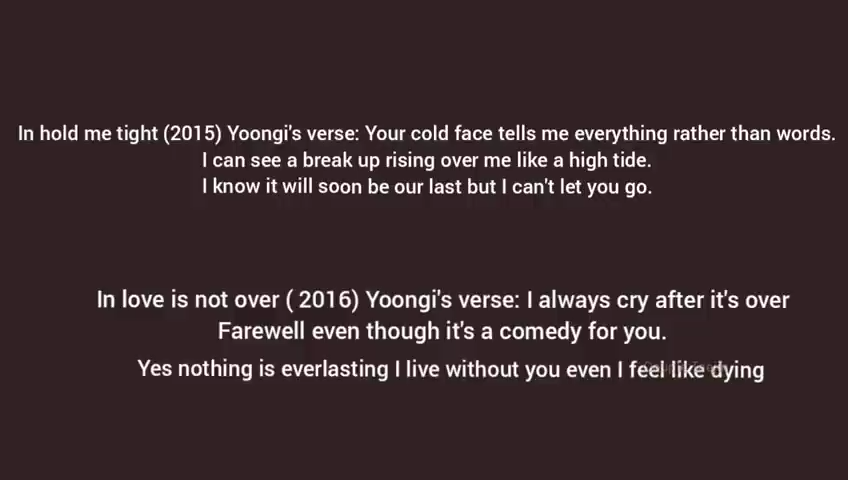 In hold me tight (2015) Yoongi's verse: Your cold face tells me everything rather than words.
I can see a break up rising over me like a high tide.
I know it will soon be our last but I can't let you go.
In love is not over ( 2016) Yoongi's verse: I always cry after it's over
Farewell even though it's a comedy for you.
Yes nothing is everlasting I live without you even I feel like dying